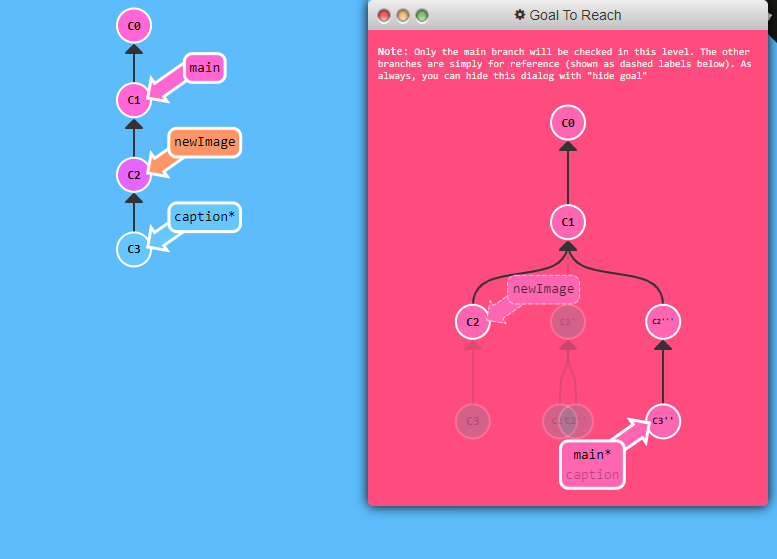 C0
main
C1
newImage
C2
caption*
C3
Goal To Reach
Note: Only the main branch will be checked in this level. The other
branches are simply for reference (shown as dashed labels below). As
always, you can hide this dialog with "hide goal"
C0
C1
newImage
C2
C3'
C2'''
C3
C2''
C3''
main*
caption